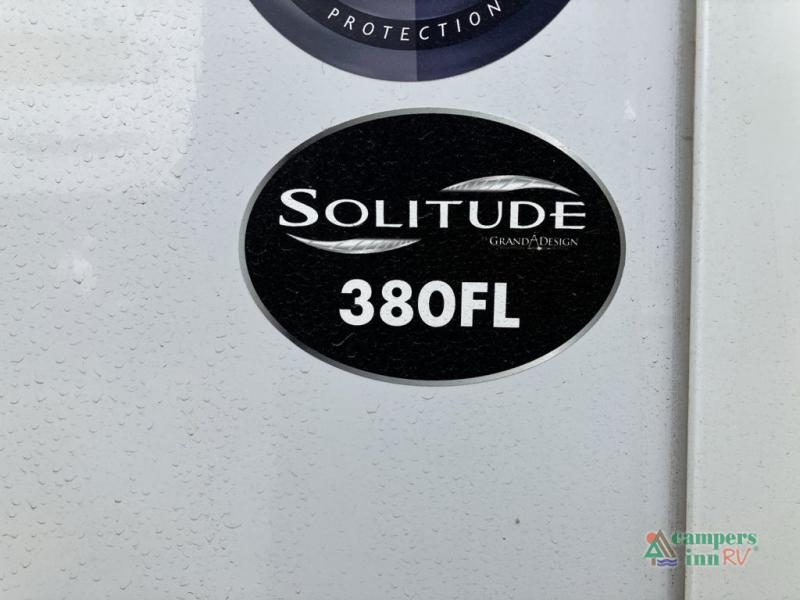 PROTECTION
SOLITUDE
GRAND DESIGN
380FL
campers
inn RV